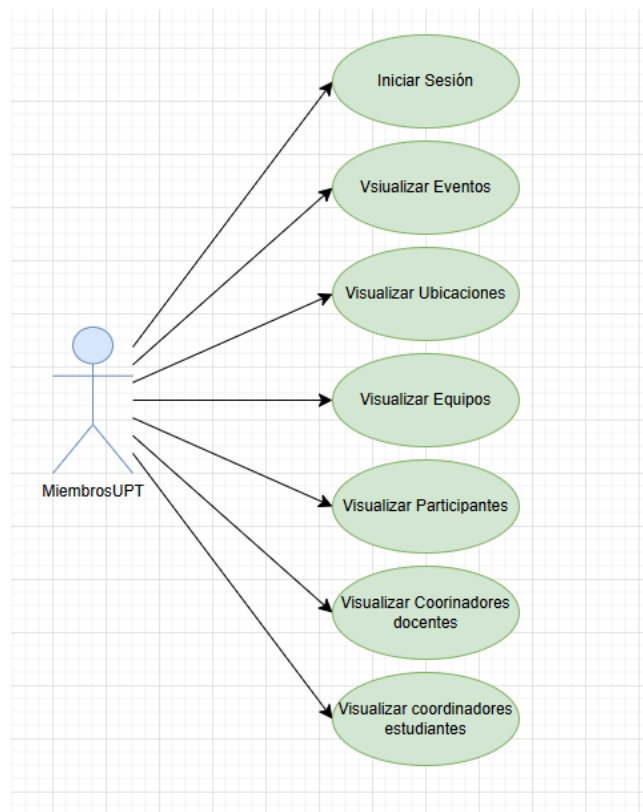 Iniciar Sesión
Vsiualizar Eventos
Visualizar Ubicaciones
Visualizar Equipos
MiembrosUPT
Visualizar Participantes
Visualizar Coorinadores
docentes
Visualizar coordinadores
estudiantes